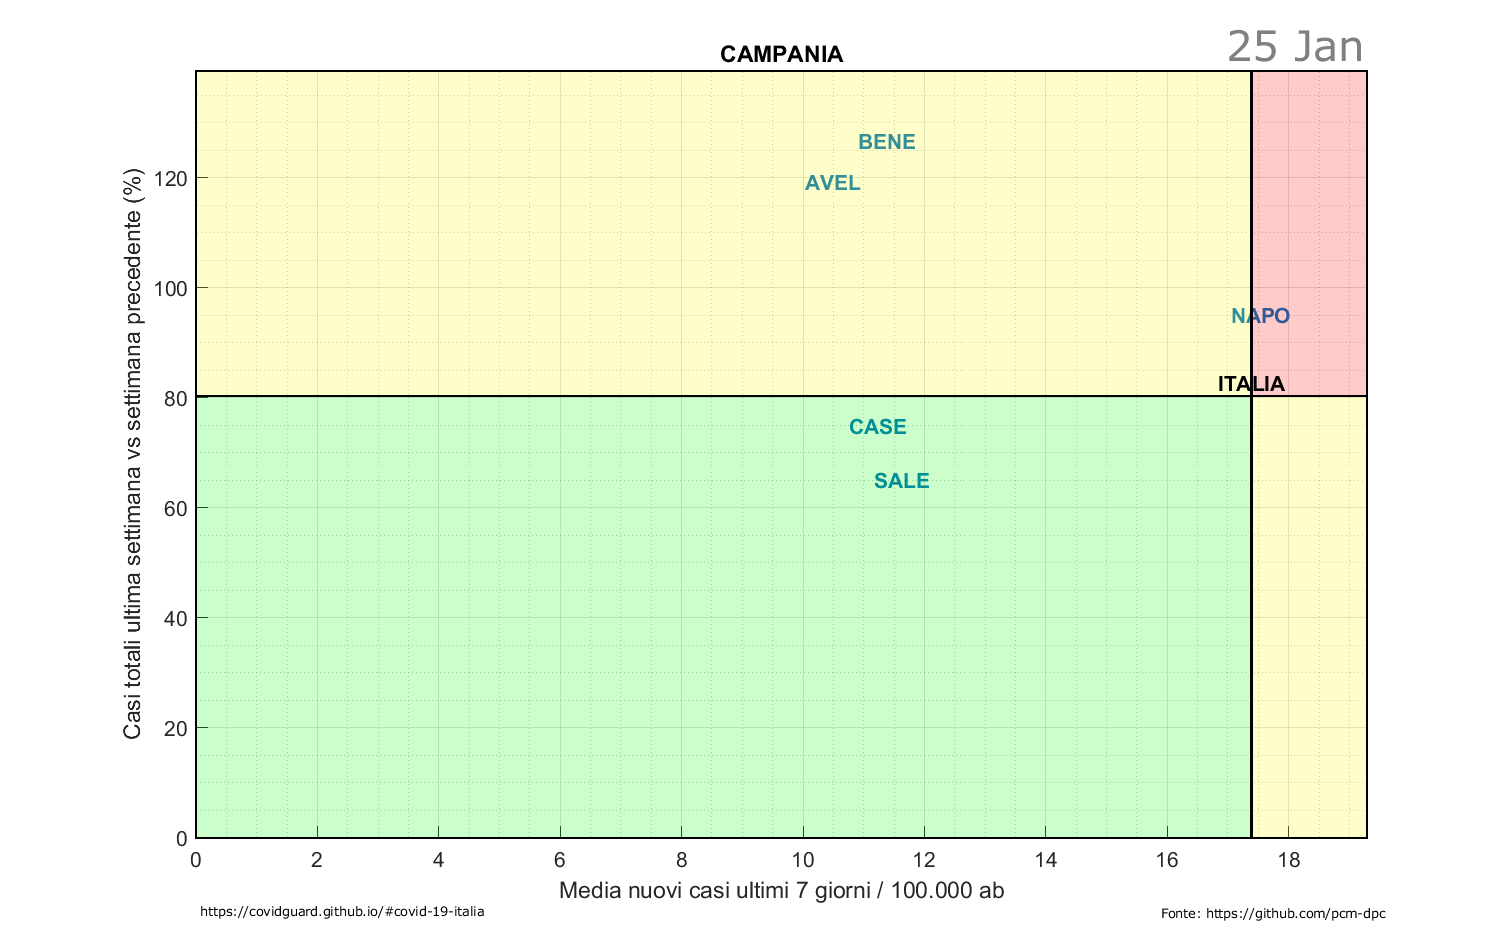 25 Jan
CAMPANIA
BENE
AVEL
NAPO
ITALIA
CASE
SALE
Casi totali ultima settimana vs settimana precedente (%)
120
100
80
60
40
20
0
0 2 4 6 8 10 12 14 16 18
Media nuovi casi ultimi 7 giorni / 100.000 ab
https://covidguard.github.io/#covid-19-italia
Fonte: https://github.com/pcm-dpc